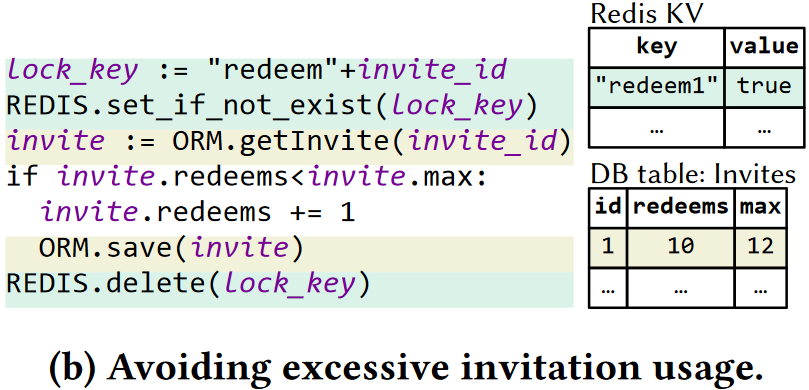 lock_key := "redeem"+invite_id
REDIS.set_if_not_exist(lock_key)
invite := ORM.getInvite(invite_id)
if invite.redeems<invite.max:
  invite.redeems += 1
  ORM.save(invite)
REDIS.delete(lock_key)
Redis KV
key value
"redeem1" true
… …
DB table: Invites
id redeems max
1 10 12
… … …
(b) Avoiding excessive invitation usage.